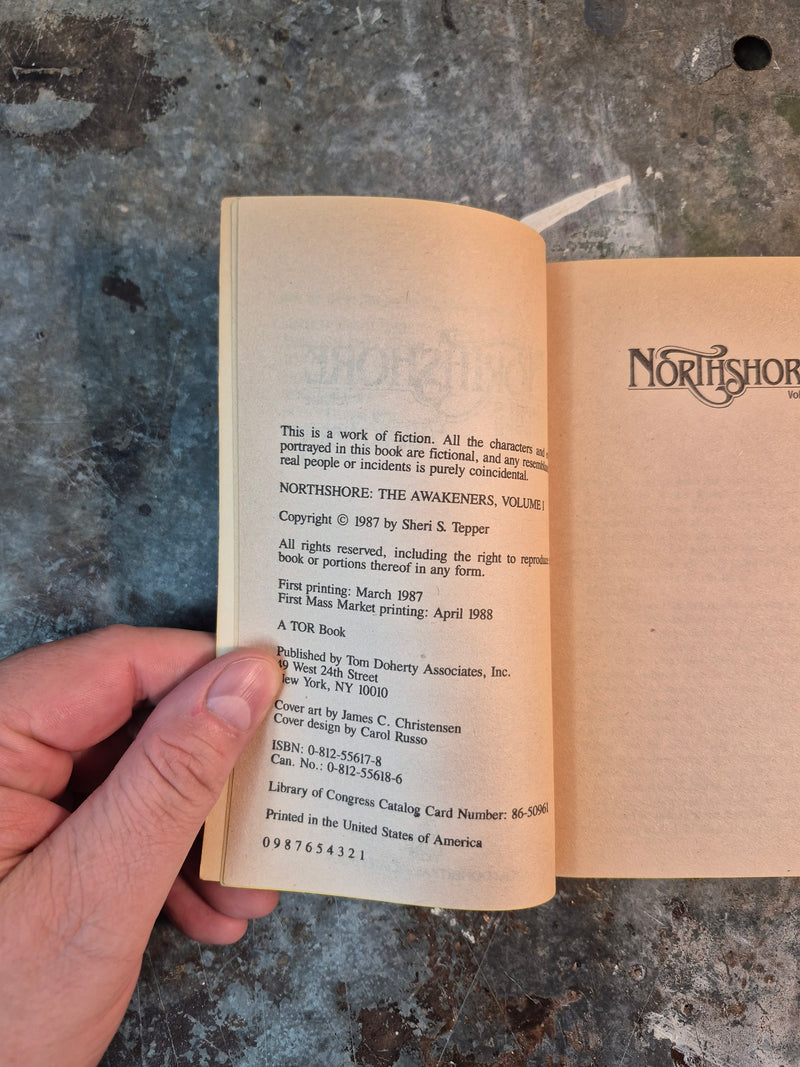 This is a work of fiction. All the characters and
portrayed in this book are fictional, and any
real people or incidents is purely coincidental.
NORTHSHORE: THE AWAKENERS, VOLUME I
Copyright © 1987 by Sheri S. Tepper
All rights reserved, including the right to
book or portions thereof in any form.
First printing: March 1987
First Mass Market printing: April 1988
A TOR Book
Published by Tom Doherty Associates, Inc.
49 West 24th Street
New York, NY 10010
Cover art by James C. Christensen
Cover design by Carol Russo
ISBN: 0-812-55617-8
Can. No.: 0-812-55618-6
Library of Congress Catalog Card Number: 86-50961
Printed in the United States of America
0 9 8 7 6 5 4 3 2 1
NORTHSHOR